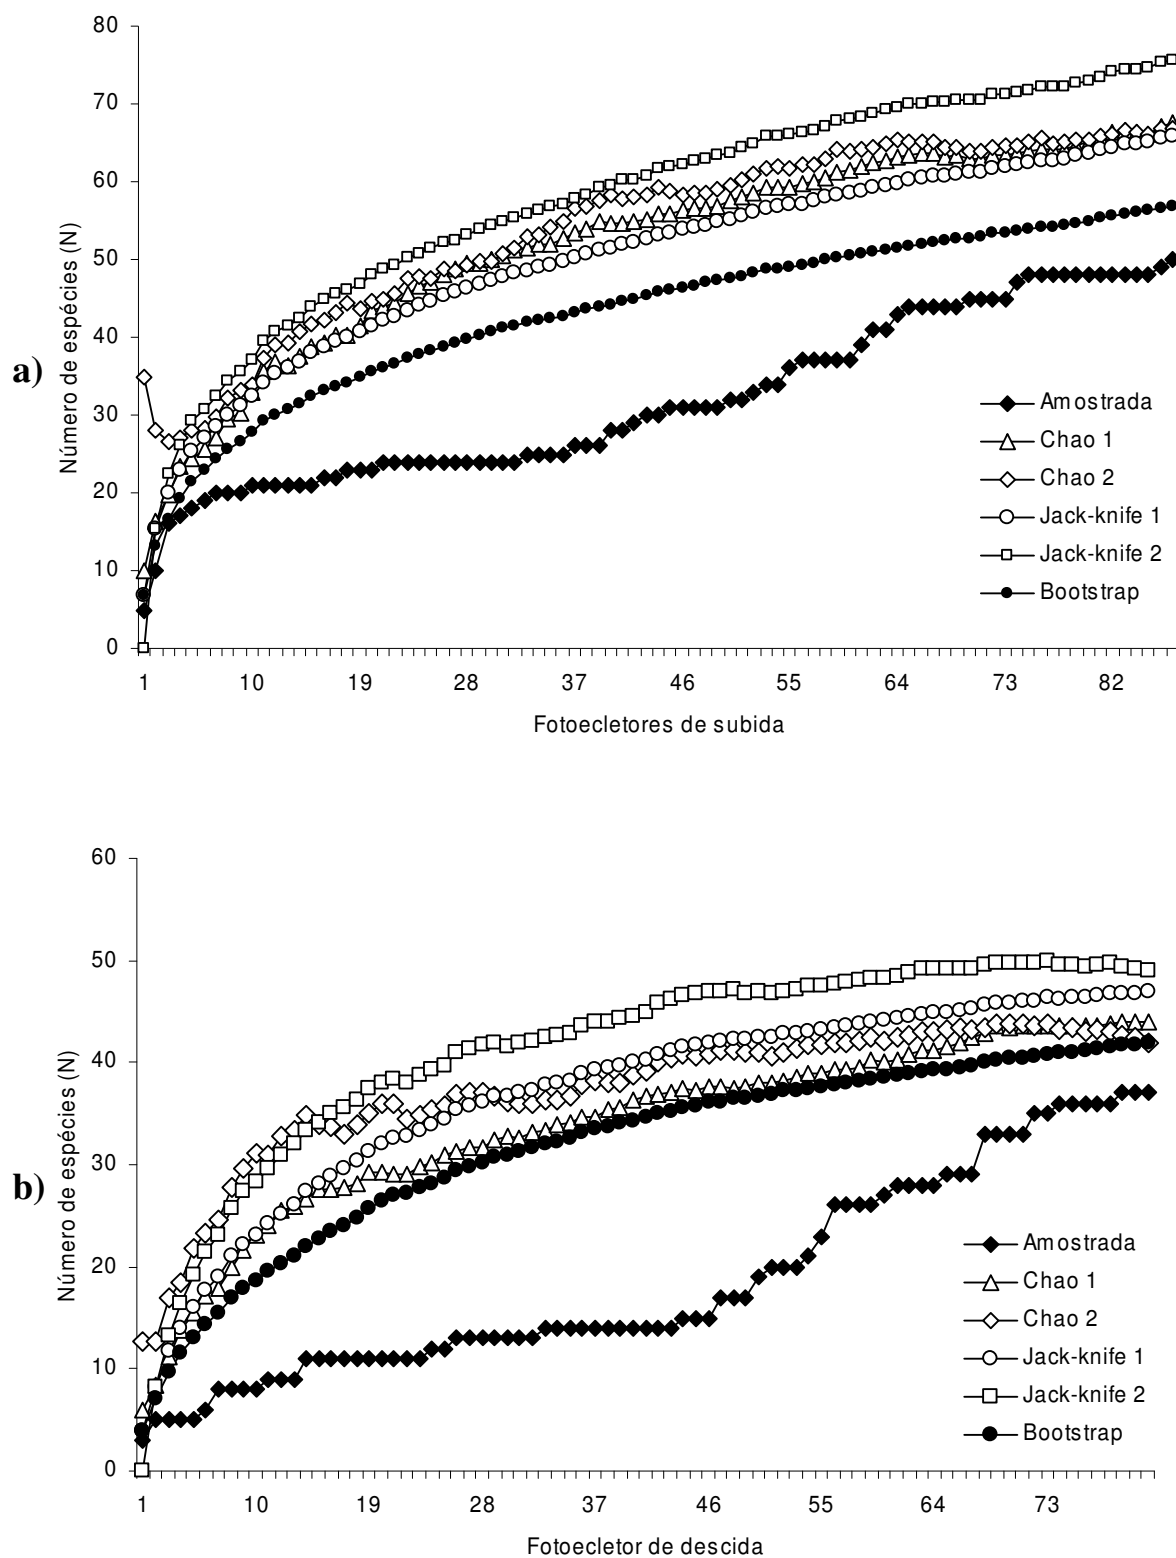 80
70
60
50
40
30
20
10
0
Número de espécies (N)
a)
Amostrada
Chao 1
Chao 2
Jack-knife 1
Jack-knife 2
Bootstrap
1 10 19 28 37 46 55 64 73 82
Fotoecletores de subida
60
50
40
30
20
10
0
Número de espécies (N)
b)
Amostrada
Chao 1
Chao 2
Jack-knife 1
Jack-knife 2
Bootstrap
1 10 19 28 37 46 55 64 73
Fotoecletor de descida